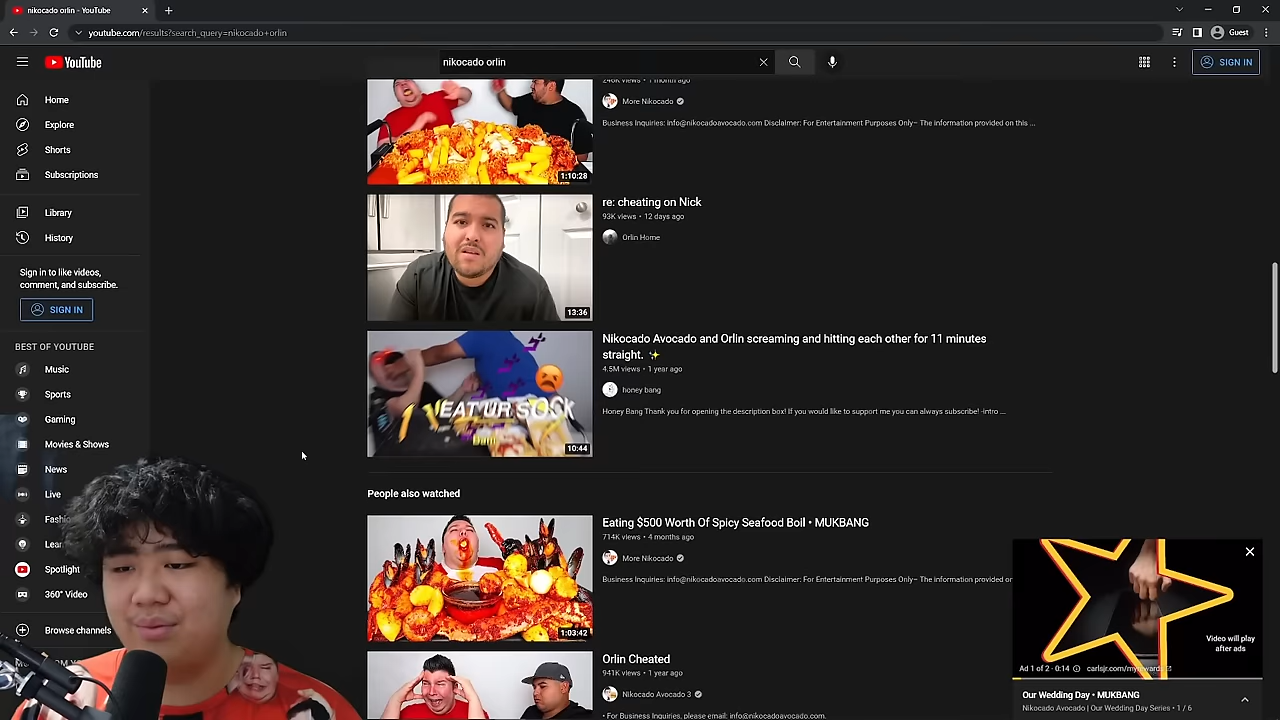 nikocado orlin - YouTube
youtube.com/results?search_query=nikocado+orlin
Guest
YouTube
nikocado orlin
SIGN IN
Home
Explore
Shorts
Subscriptions
Library
History
Sign in to like videos,
comment, and subscribe.
SIGN IN
BEST OF YOUTUBE
Music
Sports
Gaming
Movies & Shows
News
Live
Spotlight
360° Video
Browse channels
1:10:28
246K views • 1 month ago
More Nikocado
Business Inquiries: info@nikocadoavocado.com Disclaimer: For Entertainment Purposes Only– The information provided on this ...
13:36
re: cheating on Nick
93K views • 12 days ago
Orlin Home
10:44
Nikocado Avocado and Orlin screaming and hitting each other for 11 minutes
straight. ✨
4.5M views • 1 year ago
honey bang
Honey Bang Thank you for opening the description box! If you would like to support me you can always subscribe! -intro ...
People also watched
1:03:42
Eating $500 Worth Of Spicy Seafood Boil • MUKBANG
714K views • 4 months ago
More Nikocado
Business Inquiries: info@nikocadoavocado.com Disclaimer: For Entertainment Purposes Only– The information provided on
Orlin Cheated
941K views • 1 year ago
Nikocado Avocado 3
• For Business Inquiries, please email: info@nikocadoavocado.com.
Video will play
after ads
Ad 1 of 2 · 0:14
Our Wedding Day • MUKBANG
Nikocado Avocado | Our Wedding Day Series • 1 / 6